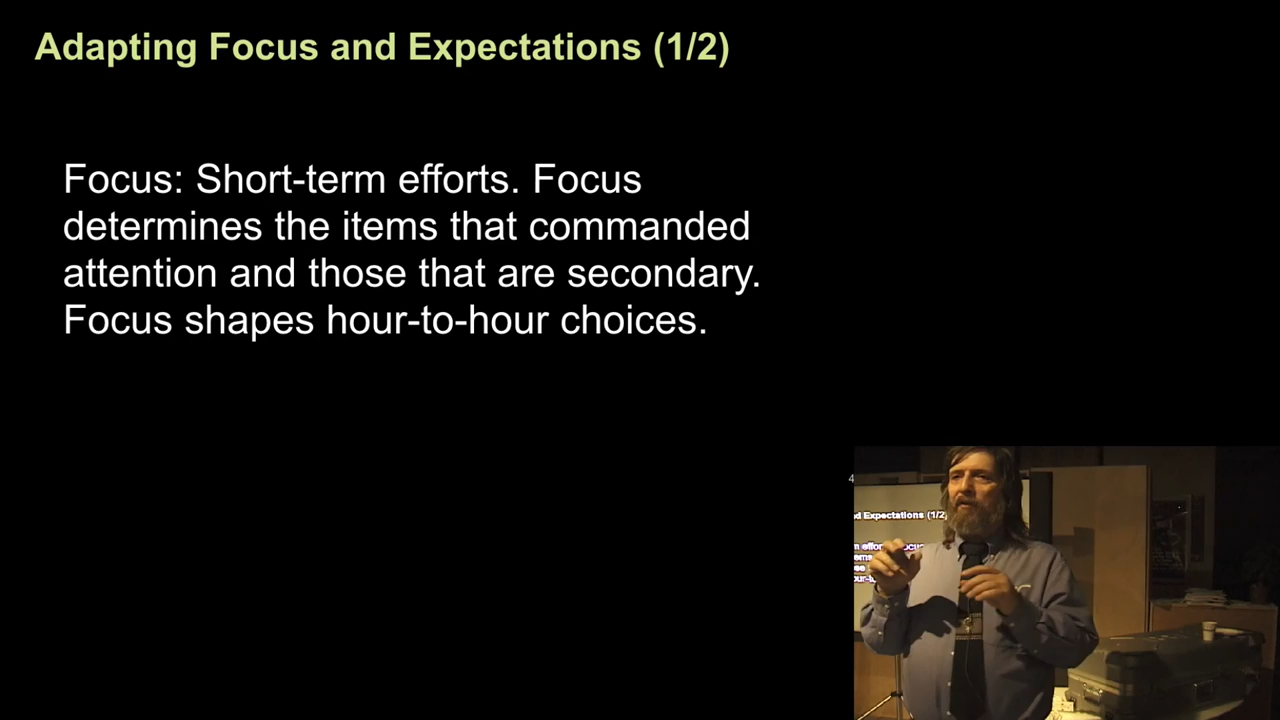 Adapting Focus and Expectations (1/2)
Focus: Short-term efforts. Focus
determines the items that commanded
attention and those that are secondary.
Focus shapes hour-to-hour choices.
4
d Expectations (1/2